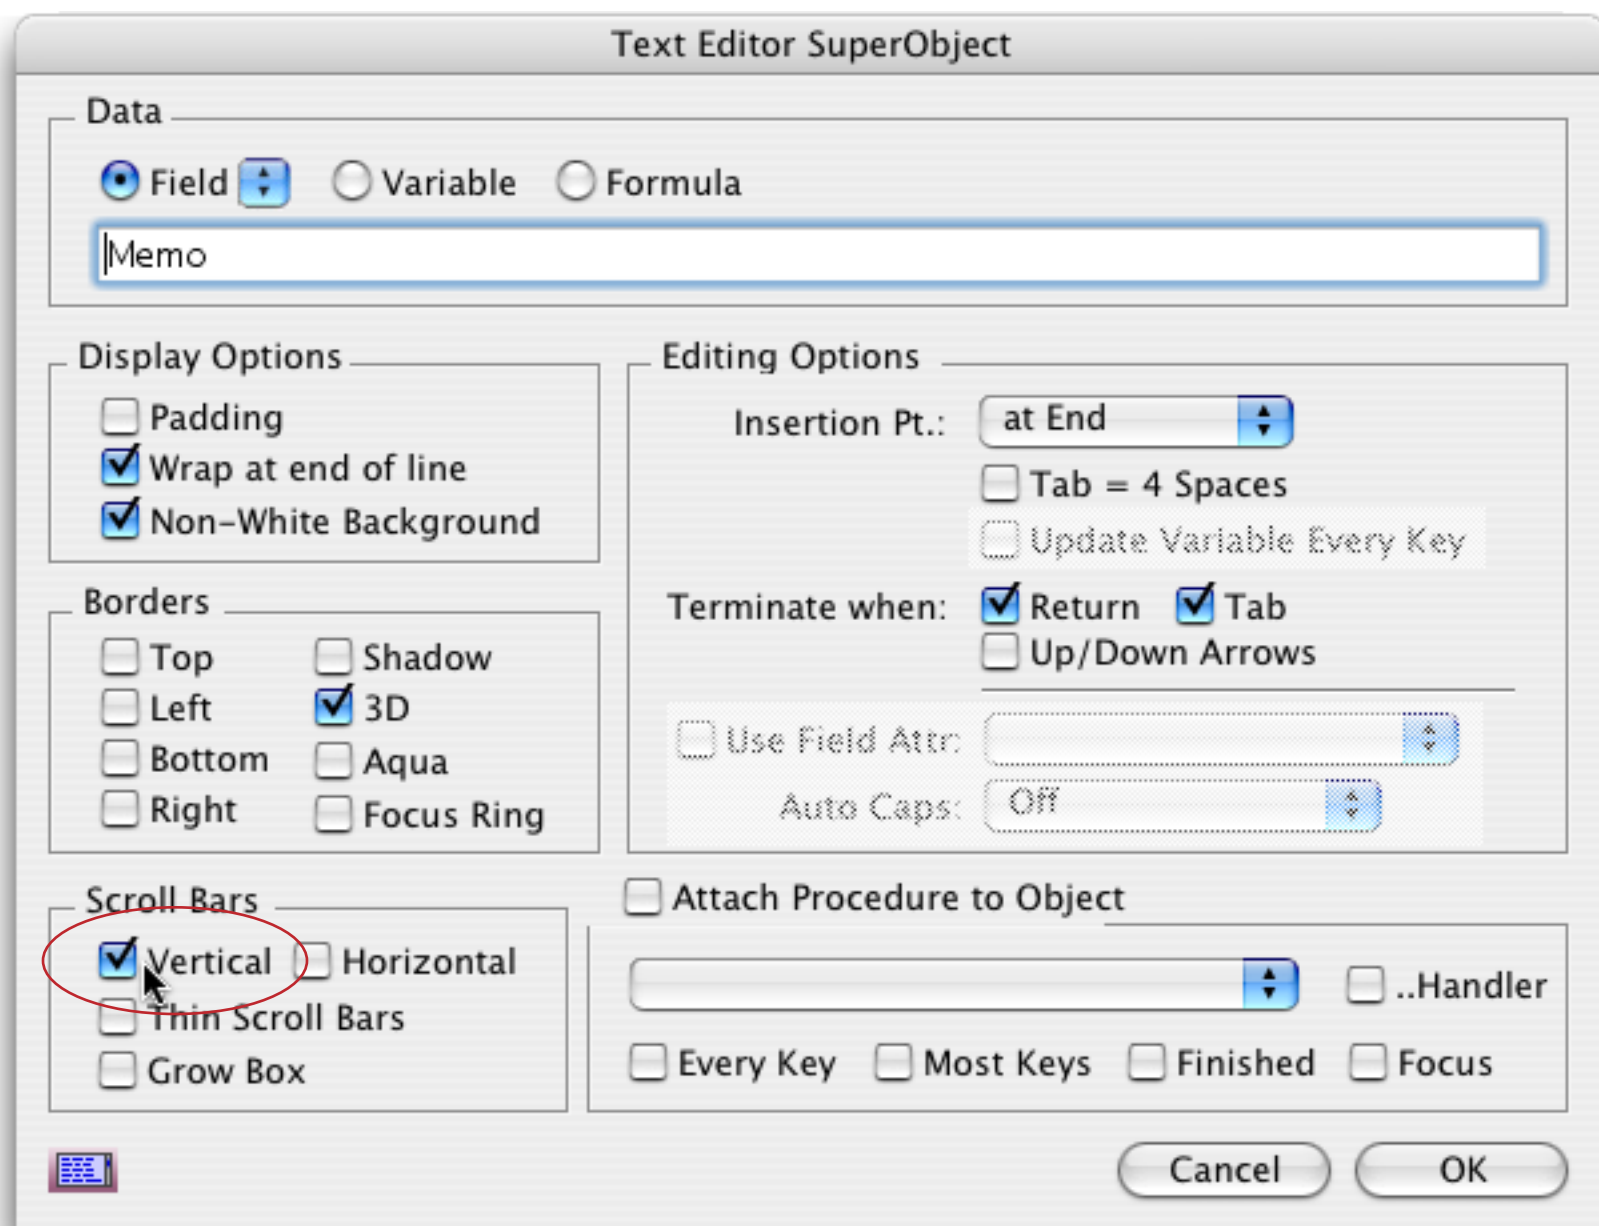 Text Editor SuperObject
Data
Field Variable Formula
Memo
Display Options
Padding
Wrap at end of line
Non-White Background
Editing Options
Insertion Pt.: at End
Tab = 4 Spaces
Update Variable Every Key
Terminate when: Return Tab
Up/Down Arrows
Use Field Attr:
Auto Caps: Off
Borders
Top Shadow
Left 3D
Bottom Aqua
Right Focus Ring
Scroll Bars
Vertical Horizontal
Thin Scroll Bars
Grow Box
Attach Procedure to Object
..Handler
Every Key Most Keys Finished Focus
Cancel OK